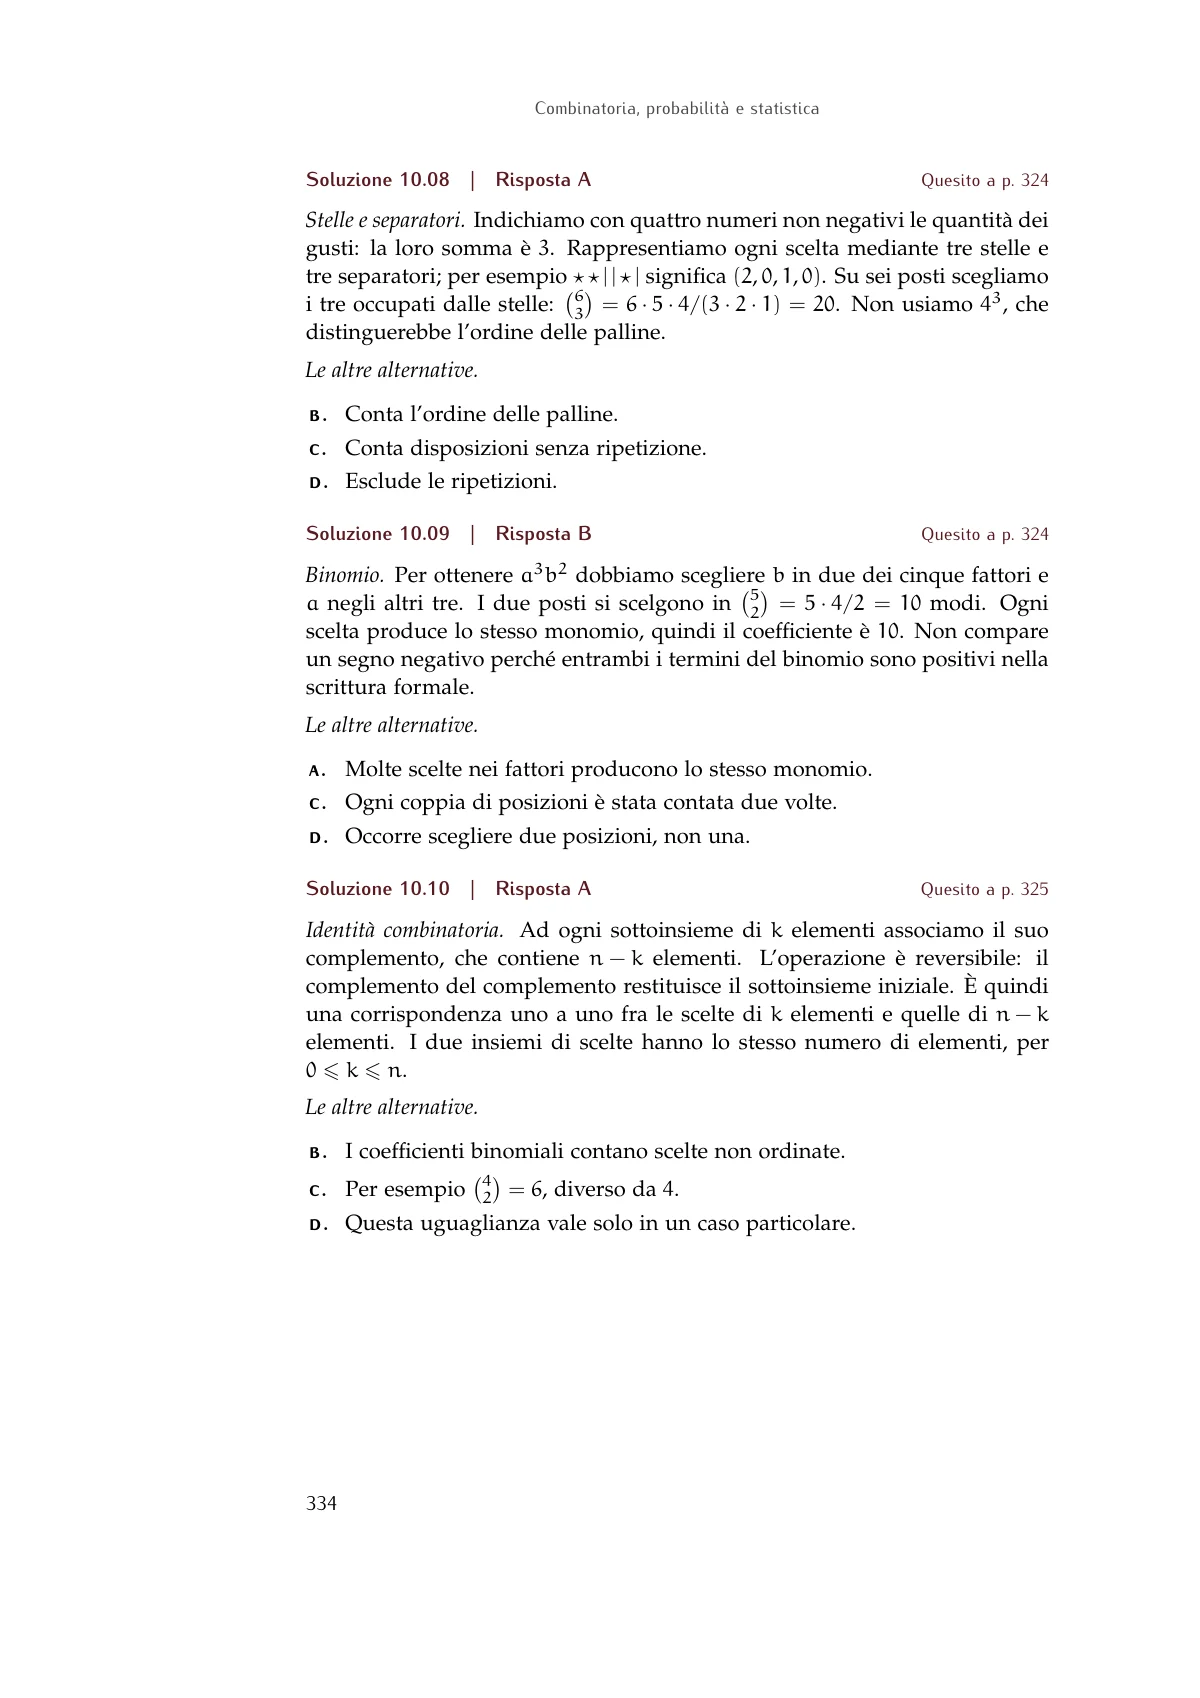 Combinatoria, probabilità e statistica
Soluzione 10.08 | Risposta A Quesito a p. 324
Stelle e separatori. Indichiamo con quattro numeri non negativi le quantità dei
gusti: la loro somma è 3. Rappresentiamo ogni scelta mediante tre stelle e
tre separatori; per esempio ⋆⋆||⋆| significa (2, 0, 1, 0). Su sei posti scegliamo
i tre occupati dalle stelle: (6 3) = 6 · 5 · 4/(3 · 2 · 1) = 20. Non usiamo 4³, che
distinguerebbe l'ordine delle palline.
Le altre alternative.
B. Conta l'ordine delle palline.
C. Conta disposizioni senza ripetizione.
D. Esclude le ripetizioni.
Soluzione 10.09 | Risposta B Quesito a p. 324
Binomio. Per ottenere a³b² dobbiamo scegliere b in due dei cinque fattori e
a negli altri tre. I due posti si scelgono in (5 2) = 5 · 4/2 = 10 modi. Ogni
scelta produce lo stesso monomio, quindi il coefficiente è 10. Non compare
un segno negativo perché entrambi i termini del binomio sono positivi nella
scrittura formale.
Le altre alternative.
A. Molte scelte nei fattori producono lo stesso monomio.
C. Ogni coppia di posizioni è stata contata due volte.
D. Occorre scegliere due posizioni, non una.
Soluzione 10.10 | Risposta A Quesito a p. 325
Identità combinatoria. Ad ogni sottoinsieme di k elementi associamo il suo
complemento, che contiene n − k elementi. L'operazione è reversibile: il
complemento del complemento restituisce il sottoinsieme iniziale. È quindi
una corrispondenza uno a uno fra le scelte di k elementi e quelle di n − k
elementi. I due insiemi di scelte hanno lo stesso numero di elementi, per
0 ⩽ k ⩽ n.
Le altre alternative.
B. I coefficienti binomiali contano scelte non ordinate.
C. Per esempio (4 2) = 6, diverso da 4.
D. Questa uguaglianza vale solo in un caso particolare.
334